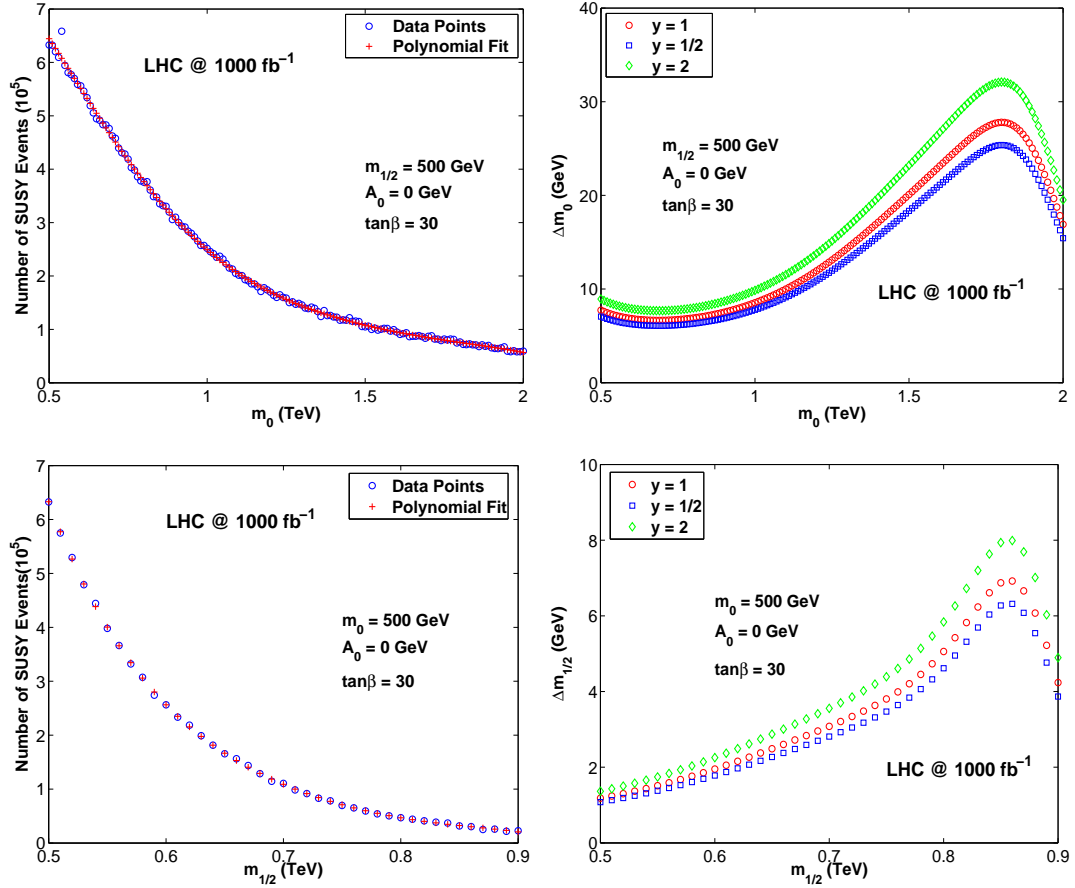 7
6
5
4
3
2
1
0
Number of SUSY Events (10⁵)
Data Points
Polynomial Fit
LHC @ 1000 fb⁻¹
m₁/₂ = 500 GeV
A₀ = 0 GeV
tanβ = 30
0.5 1 1.5 2
m₀ (TeV)
40
30
20
10
0
Δm₀ (GeV)
y = 1
y = 1/2
y = 2
m₁/₂ = 500 GeV
A₀ = 0 GeV
tanβ = 30
LHC @ 1000 fb⁻¹
0.5 1 1.5 2
m₀ (TeV)
7
6
5
4
3
2
1
0
Number of SUSY Events(10⁵)
Data Points
Polynomial Fit
LHC @ 1000 fb⁻¹
m₀ = 500 GeV
A₀ = 0 GeV
tanβ = 30
0.5 0.6 0.7 0.8 0.9
m₁/₂ (TeV)
10
8
6
4
2
0
Δm₁/₂ (GeV)
y = 1
y = 1/2
y = 2
m₀ = 500 GeV
A₀ = 0 GeV
tanβ = 30
LHC @ 1000 fb⁻¹
0.5 0.6 0.7 0.8 0.9
m₁/₂ (TeV)